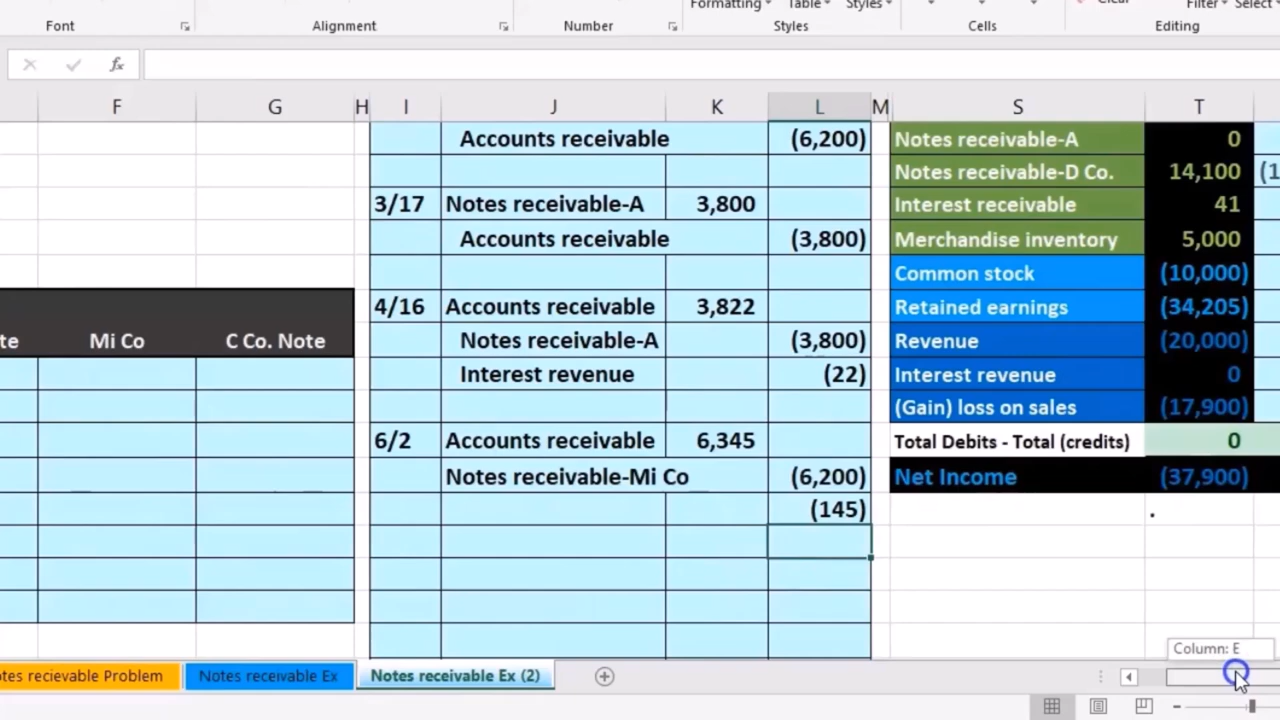 Formatting Table Styles Clear Filter Select
Font Alignment Number Styles Cells Editing
fx
F G H I J K L M S T
Accounts receivable (6,200) Notes receivable-A 0
Notes receivable-D Co. 14,100 (1
3/17 Notes receivable-A 3,800 Interest receivable 41
Accounts receivable (3,800) Merchandise inventory 5,000
Common stock (10,000)
4/16 Accounts receivable 3,822 Retained earnings (34,205)
te Mi Co C Co. Note Notes receivable-A (3,800) Revenue (20,000)
Interest revenue (22) Interest revenue 0
(Gain) loss on sales (17,900)
6/2 Accounts receivable 6,345 Total Debits - Total (credits) 0
Notes receivable-Mi Co (6,200) Net Income (37,900)
(145) .
Column: E
tes recievable Problem Notes receivable Ex Notes receivable Ex (2)